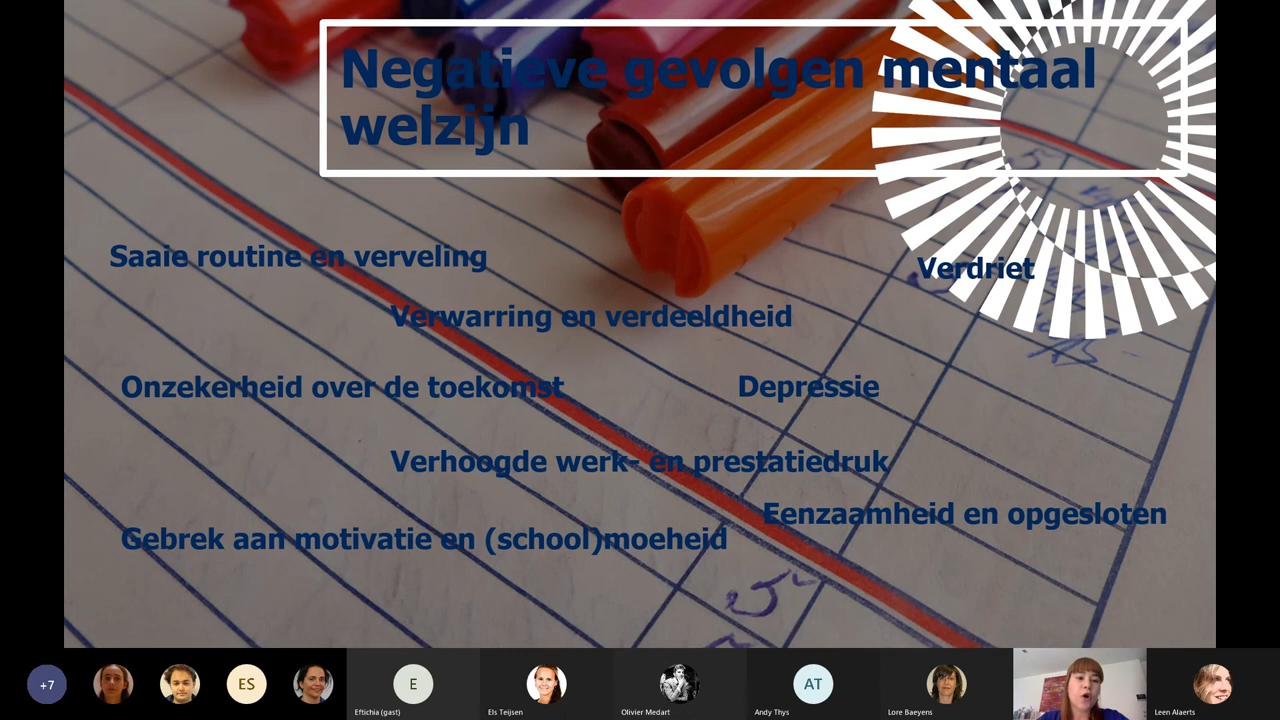 Negatieve gevolgen mentaal
welzijn
Saaie routine en verveling
Verdriet
Verwarring en verdeeldheid
Onzekerheid over de toekomst
Depressie
Verhoogde werk- en prestatiedruk
Eenzaamheid en opgesloten
Gebrek aan motivatie en (school)moeheid
+7
ES
E
AT
Eftichia (gast)
Els Teijsen
Olivier Medart
Andy Thys
Lore Baeyens
Leen Alaerts